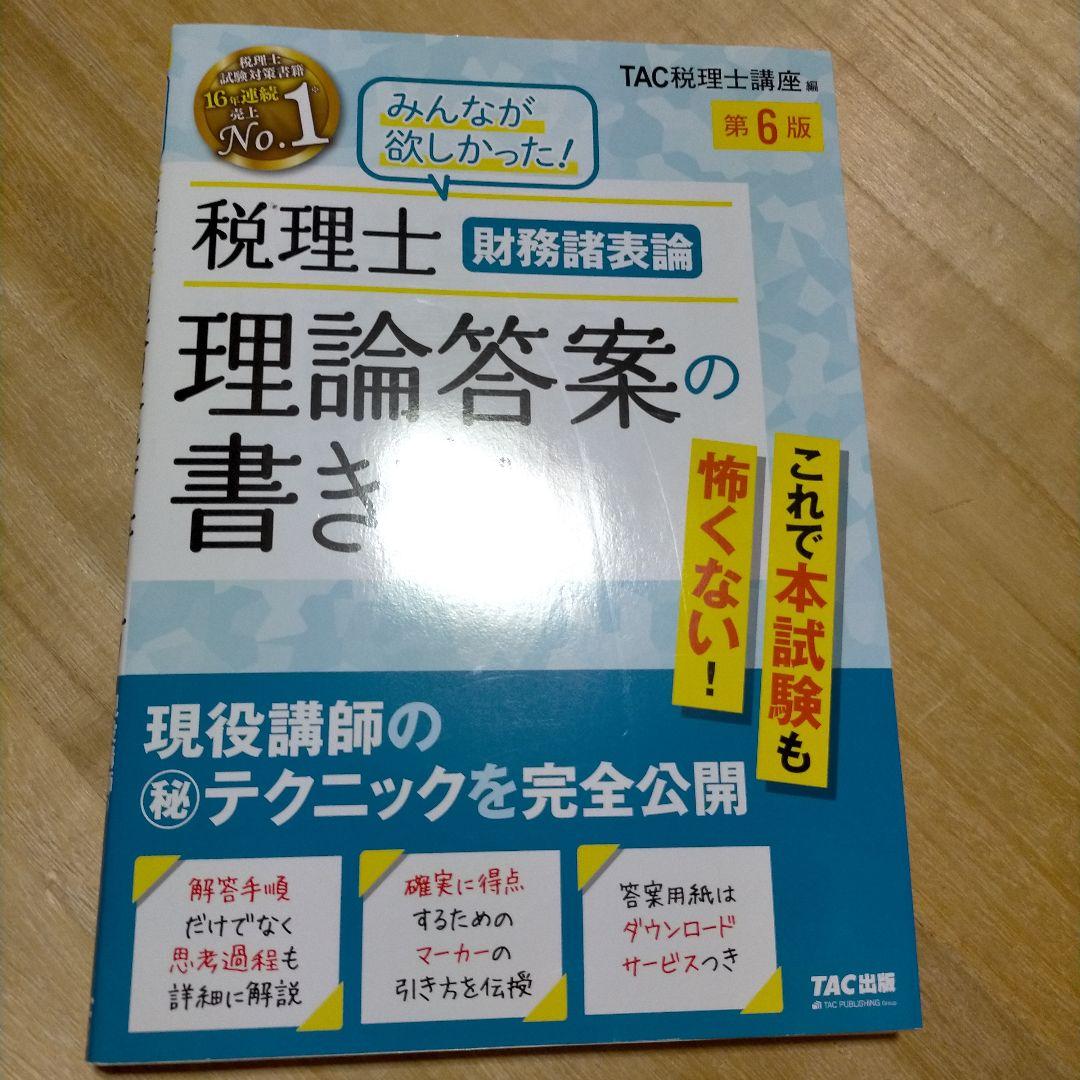 税理士
試験対策書籍
16年連続
売上
No.1※
みんなが
欲しかった!
TAC税理士講座 編
第6版
税理士 財務諸表論
理論答案の
書き
これで本試験も
怖くない!
現役講師の
㊙テクニックを完全公開
解答手順
だけでなく
思考過程も
詳細に解説
確実に得点
するための
マーカーの
引き方を伝授
答案用紙は
ダウンロード
サービスつき
TAC出版
TAC PUBLISHING Group